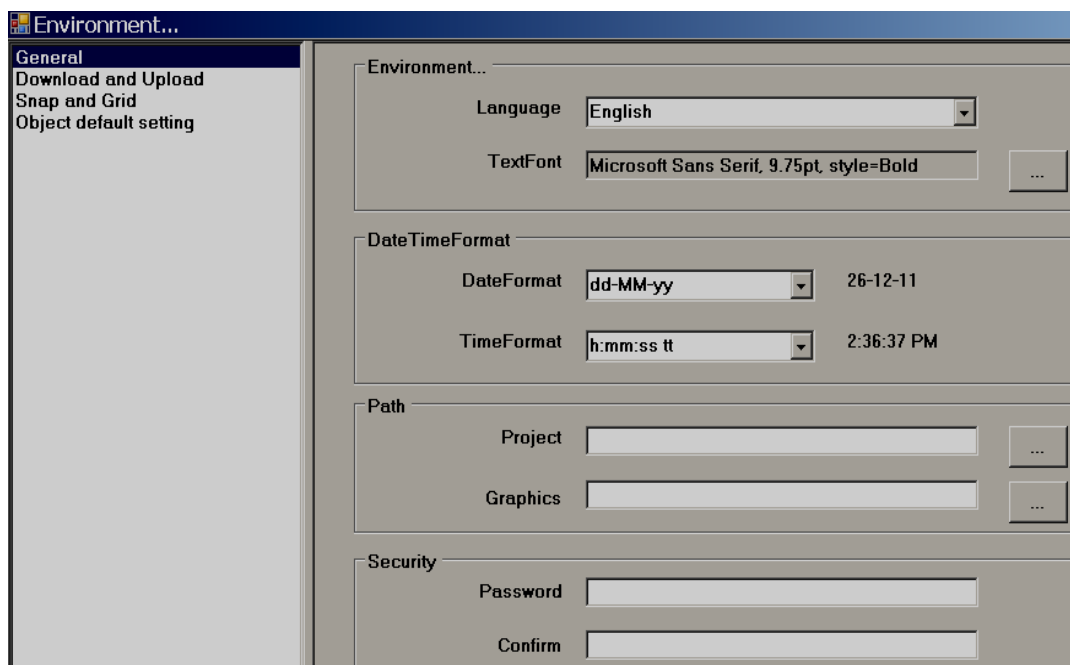 Environment...
General
Download and Upload
Snap and Grid
Object default setting
Environment...
Language English
TextFont Microsoft Sans Serif, 9.75pt, style=Bold ...
DateTimeFormat
DateFormat dd-MM-yy 26-12-11
TimeFormat h:mm:ss tt 2:36:37 PM
Path
Project ...
Graphics ...
Security
Password
Confirm